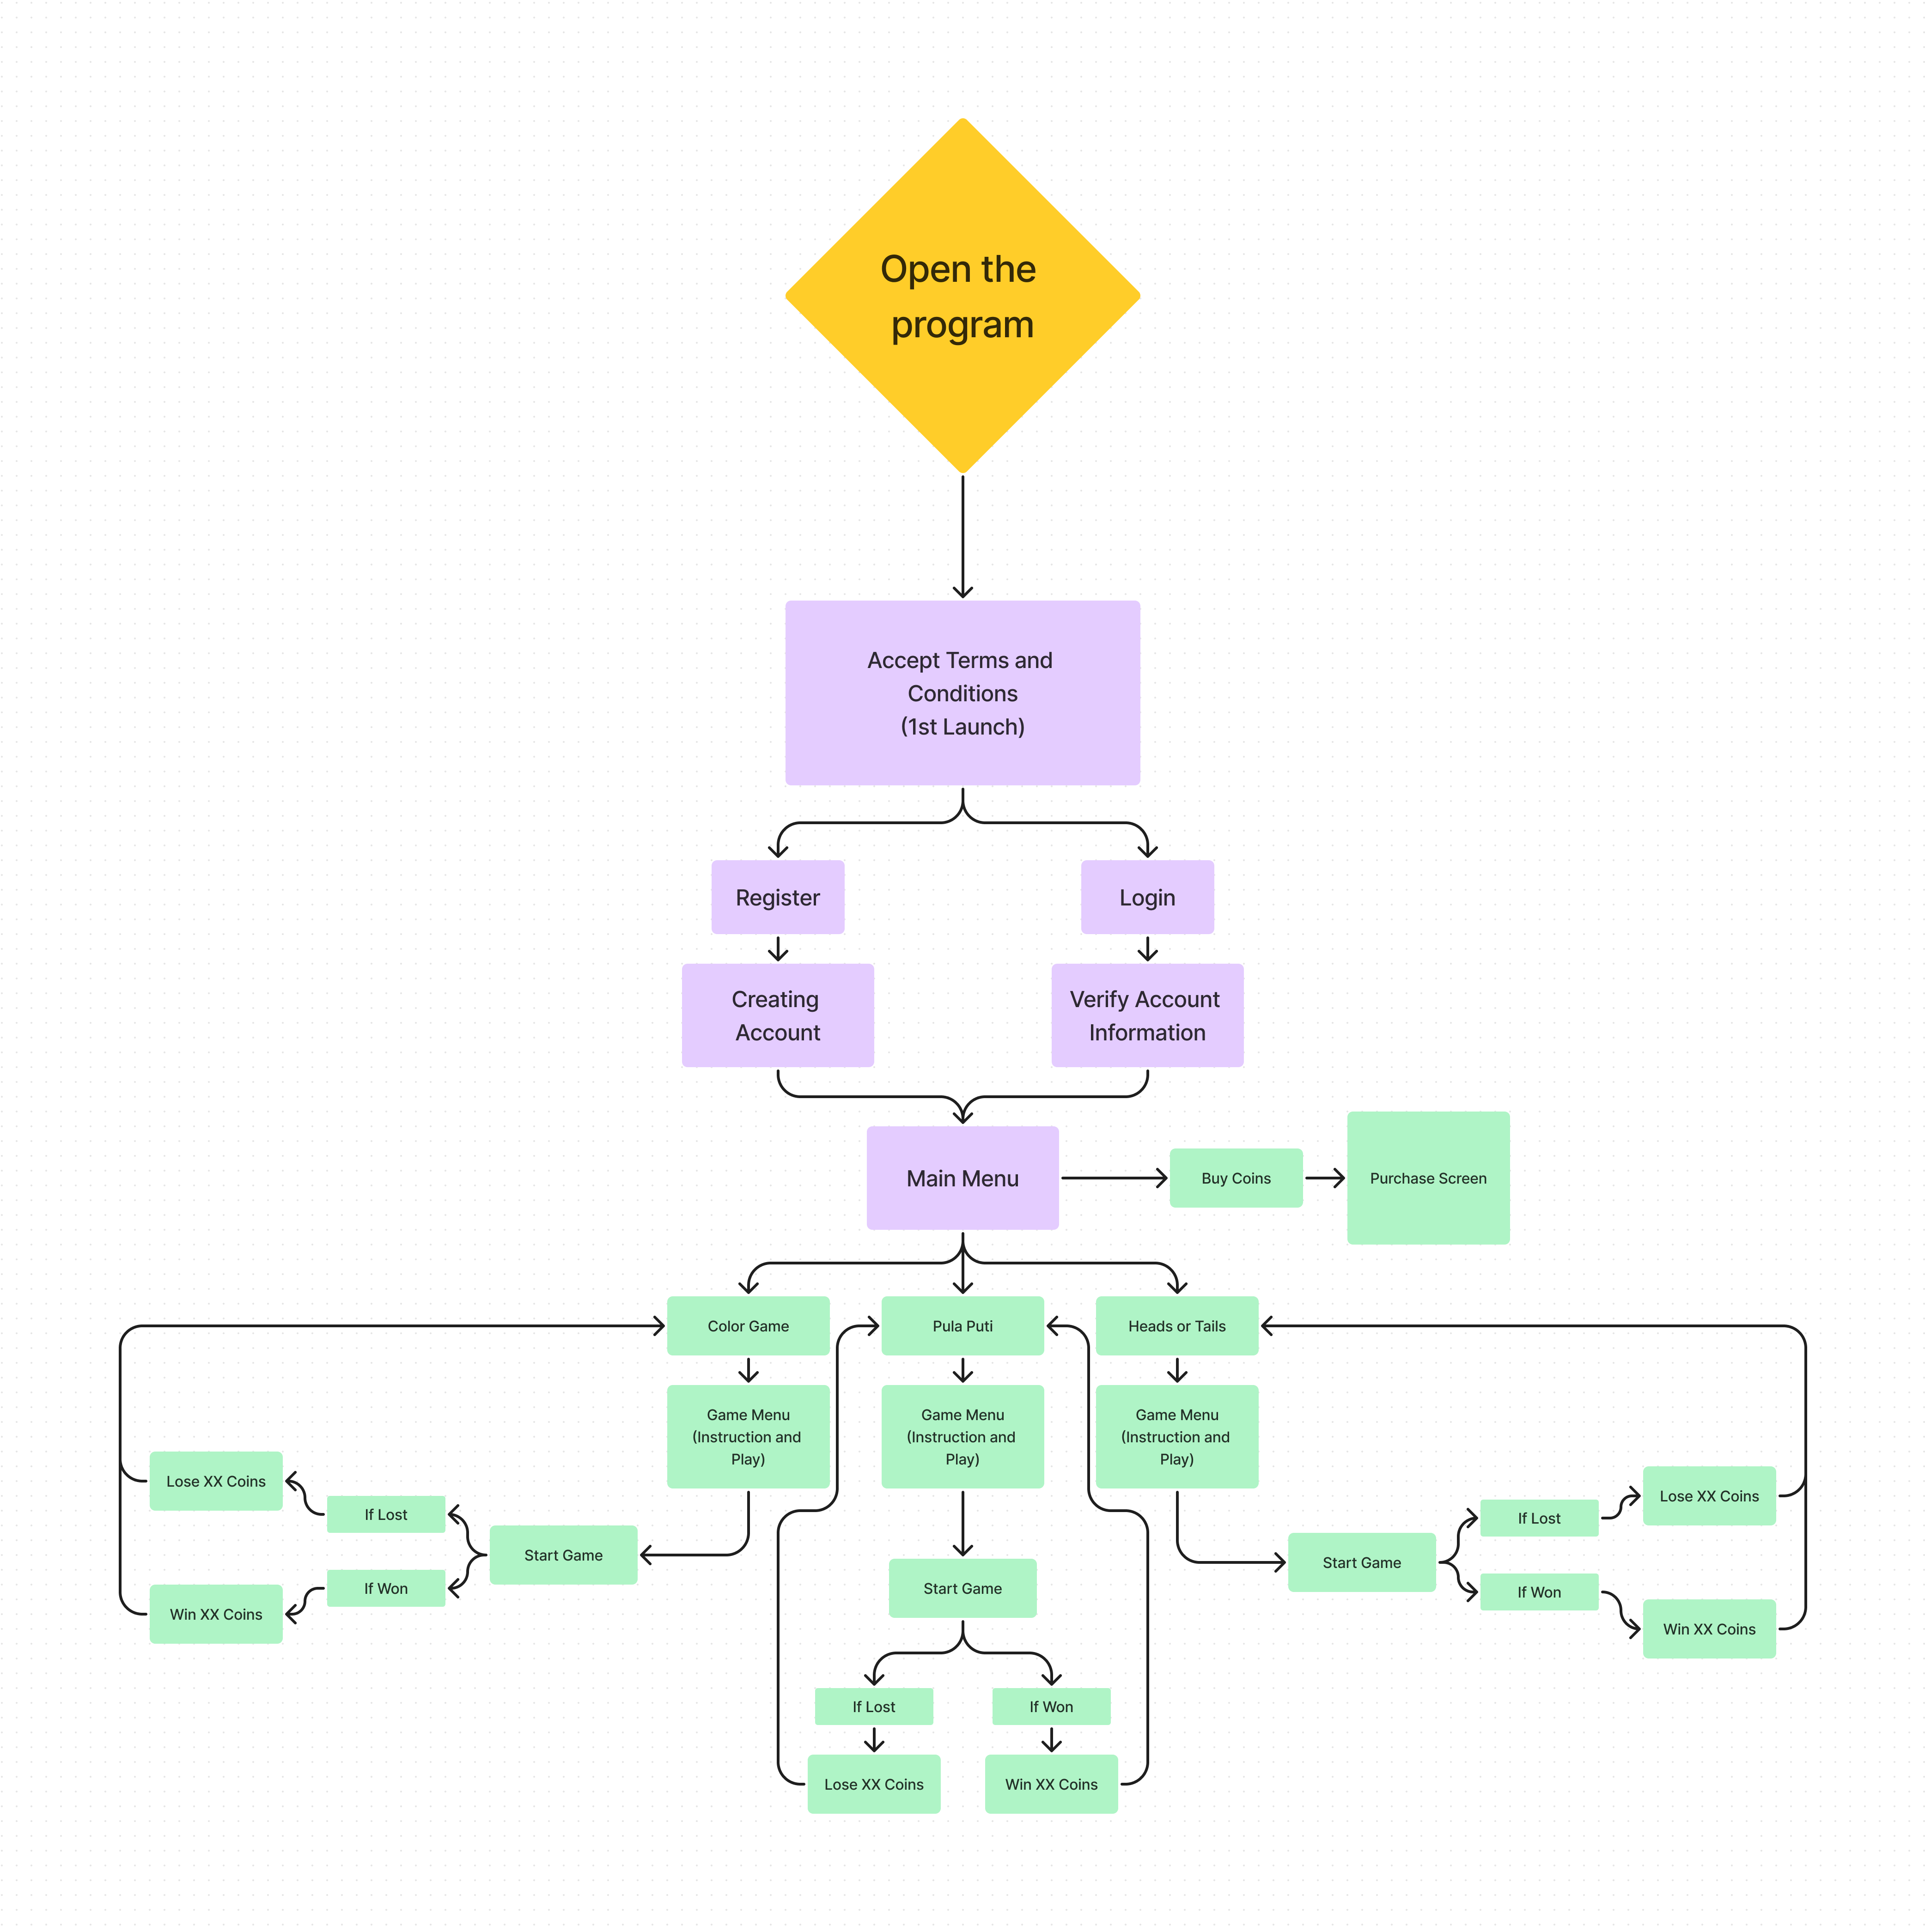 Open the
program
Accept Terms and
Conditions
(1st Launch)
Register
Login
Creating
Account
Verify Account
Information
Main Menu
Buy Coins
Purchase Screen
Color Game
Pula Puti
Heads or Tails
Game Menu
(Instruction and
Play)
Game Menu
(Instruction and
Play)
Game Menu
(Instruction and
Play)
Lose XX Coins
If Lost
Start Game
If Won
Win XX Coins
Start Game
If Lost
If Won
Lose XX Coins
Win XX Coins
Start Game
If Lost
Lose XX Coins
If Won
Win XX Coins